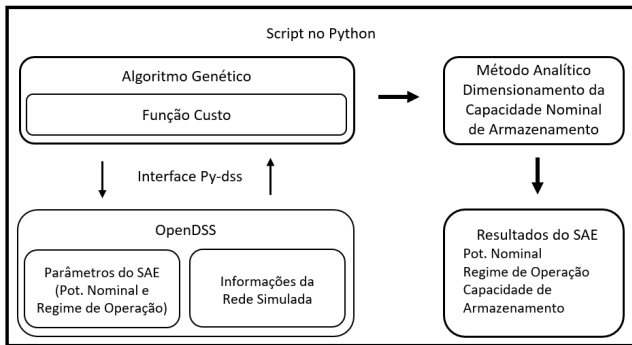 Script no Python
Algoritmo Genético
Função Custo
Interface Py-dss
OpenDSS
Parâmetros do SAE
(Pot. Nominal e
Regime de Operação)
Informações da
Rede Simulada
Método Analítico
Dimensionamento da
Capacidade Nominal
de Armazenamento
Resultados do SAE
Pot. Nominal
Regime de Operação
Capacidade de
Armazenamento